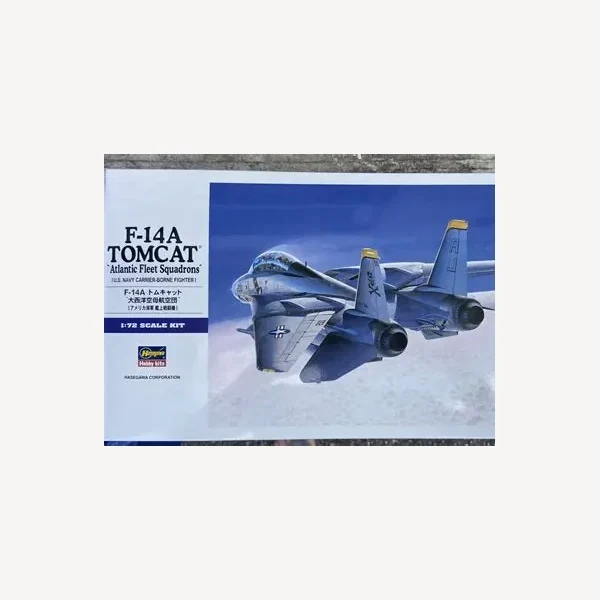 F-14A
TOMCAT®
"Atlantic Fleet Squadrons"
(U.S. NAVY CARRIER-BORNE FIGHTER)
F-14A トムキャット
"大西洋空母航空団"
(アメリカ海軍 艦上戦闘機)
1:72 SCALE KIT
Hasegawa
Hobby kits
HASEGAWA CORPORATION